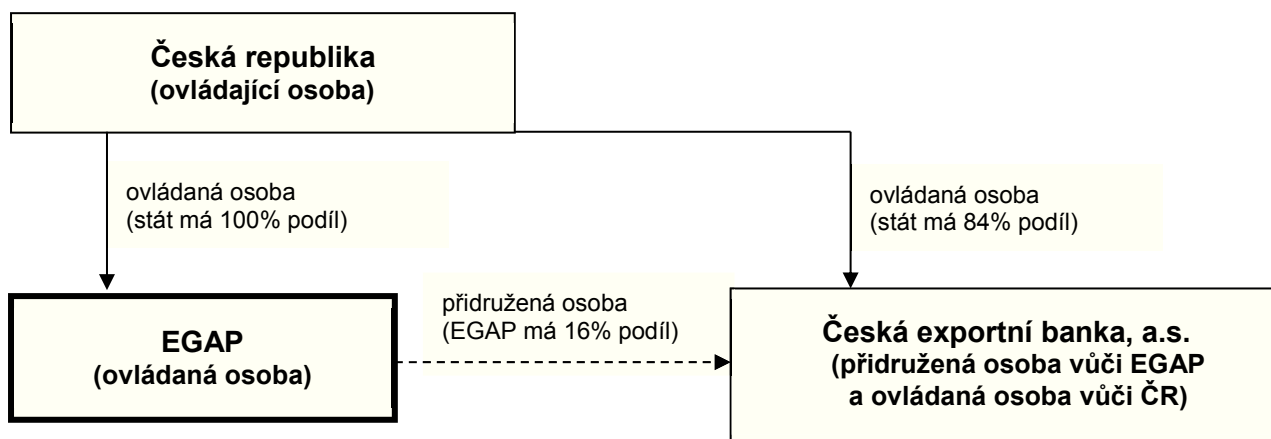 Česká republika
(ovládající osoba)
ovládaná osoba
(stát má 100% podíl)
ovládaná osoba
(stát má 84% podíl)
EGAP
(ovládaná osoba)
přidružená osoba
(EGAP má 16% podíl)
Česká exportní banka, a.s.
(přidružená osoba vůči EGAP
a ovládaná osoba vůči ČR)